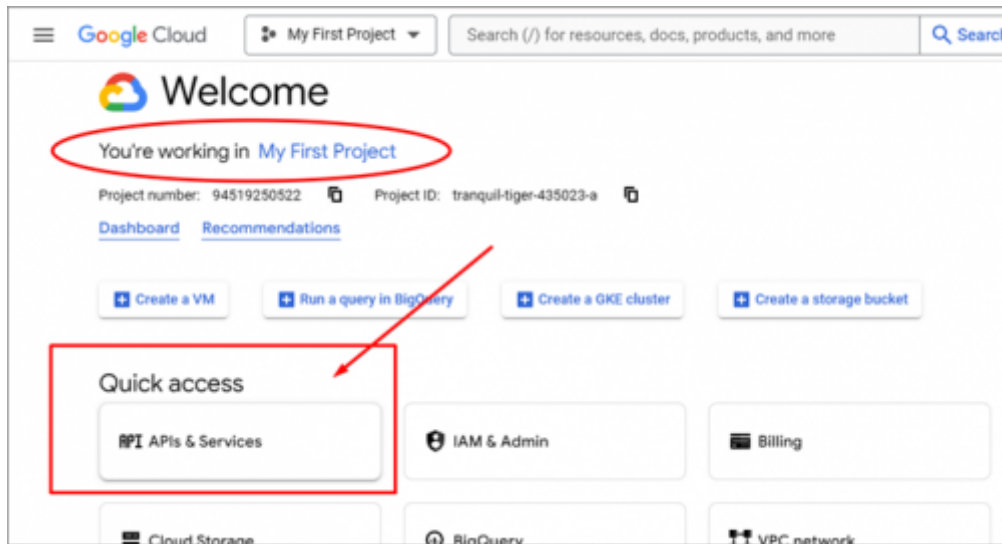 Google Cloud My First Project Search (/) for resources, docs, products, and more Search
Welcome
You're working in My First Project
Project number: 94519250522 Project ID: tranquil-tiger-435023-a
Dashboard Recommendations
Create a VM Run a query in BigQuery Create a GKE cluster Create a storage bucket
Quick access
API APIs & Services IAM & Admin Billing
Cloud Storage BigQuery VPC network